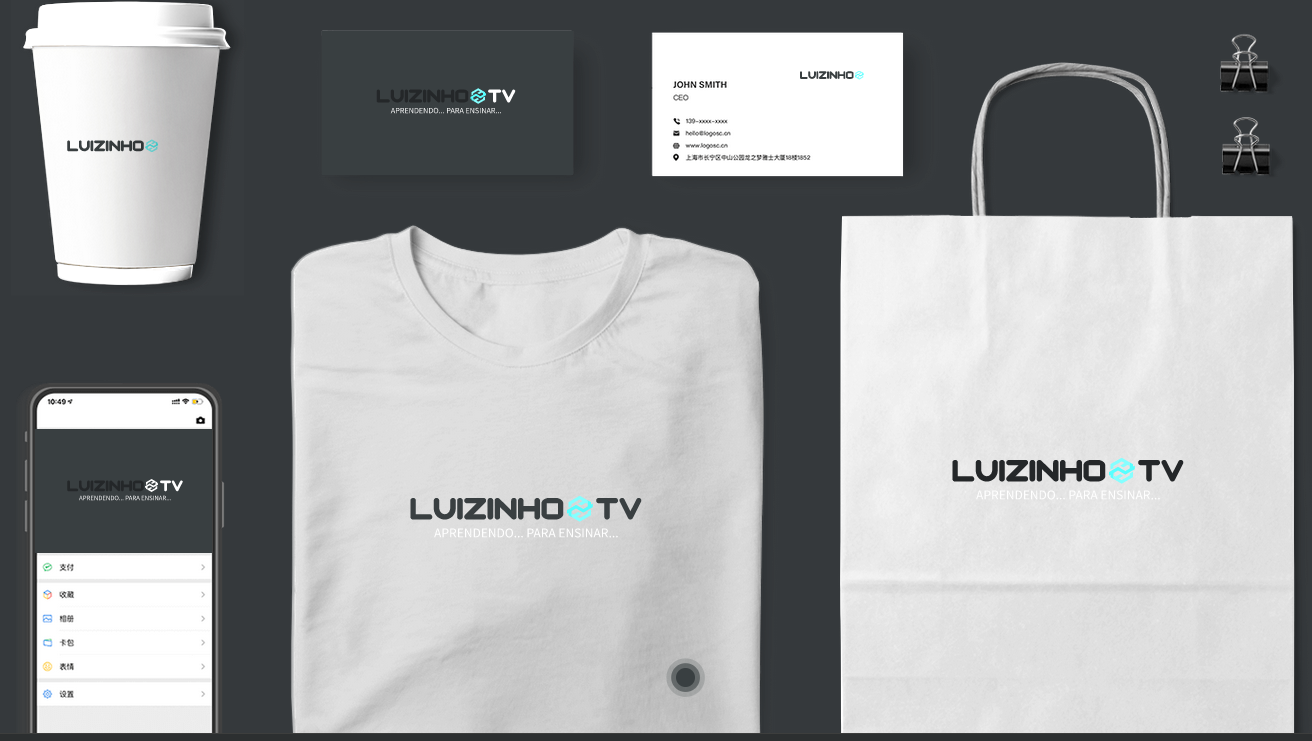 LUIZINHO
LUIZINHO TV
APRENDENDO... PARA ENSINAR...
LUIZINHO
JOHN SMITH
CEO
139-xxxx-xxxx
hello@logosc.cn
www.logosc.cn
上海市长宁区中山公园龙之梦雅士大厦18楼1852
10:49
LUIZINHO TV
APRENDENDO... PARA ENSINAR...
支付
收藏
相册
卡包
表情
设置
LUIZINHO TV
APRENDENDO... PARA ENSINAR...
LUIZINHO TV
APRENDENDO... PARA ENSINAR...